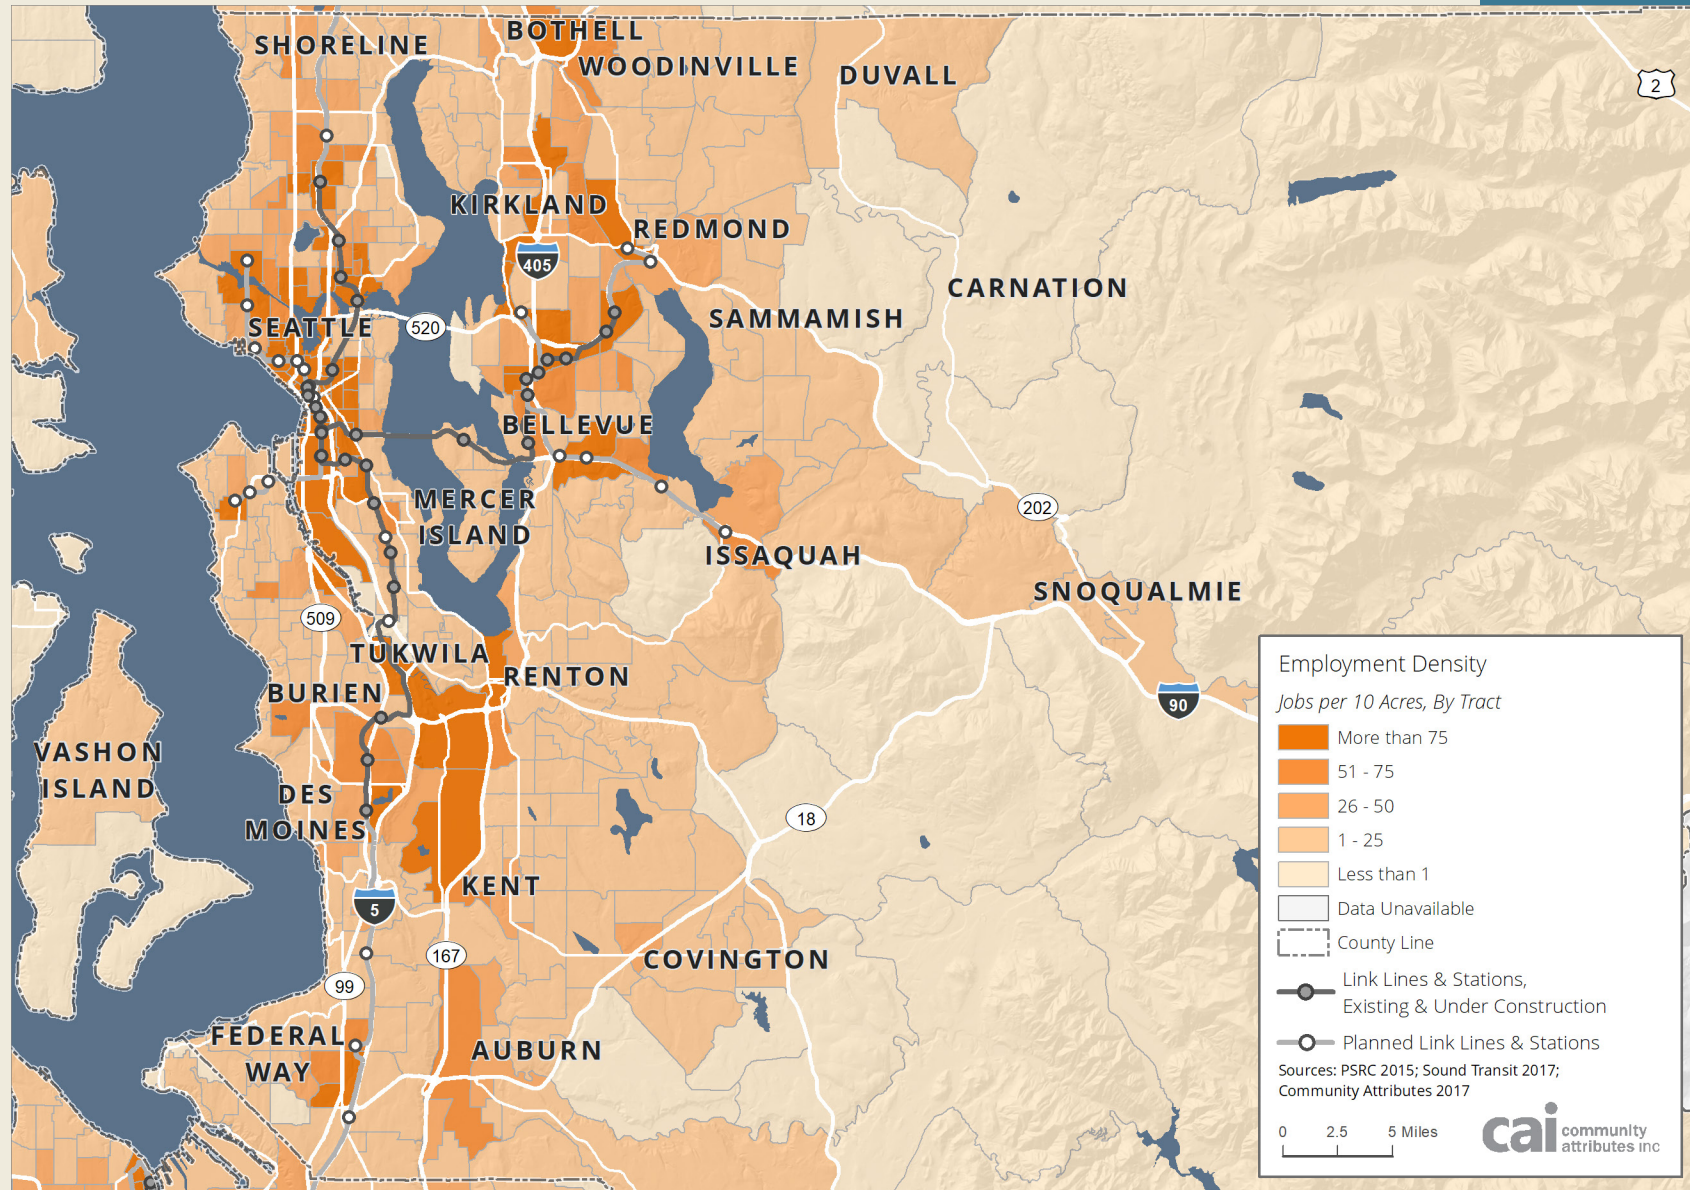 SHORELINE
BOTHELL
WOODINVILLE
DUVALL
2
KIRKLAND
REDMOND
405
CARNATION
SEATTLE
520
SAMMAMISH
BELLEVUE
MERCER
ISLAND
202
ISSAQUAH
SNOQUALMIE
509
TUKWILA
RENTON
BURIEN
90
VASHON
ISLAND
DES
MOINES
18
KENT
5
167
COVINGTON
99
FEDERAL
WAY
AUBURN
Employment Density
Jobs per 10 Acres, By Tract
More than 75
51 - 75
26 - 50
1 - 25
Less than 1
Data Unavailable
County Line
Link Lines & Stations,
Existing & Under Construction
Planned Link Lines & Stations
Sources: PSRC 2015; Sound Transit 2017;
Community Attributes 2017
0 2.5 5 Miles
cai community
attributes inc